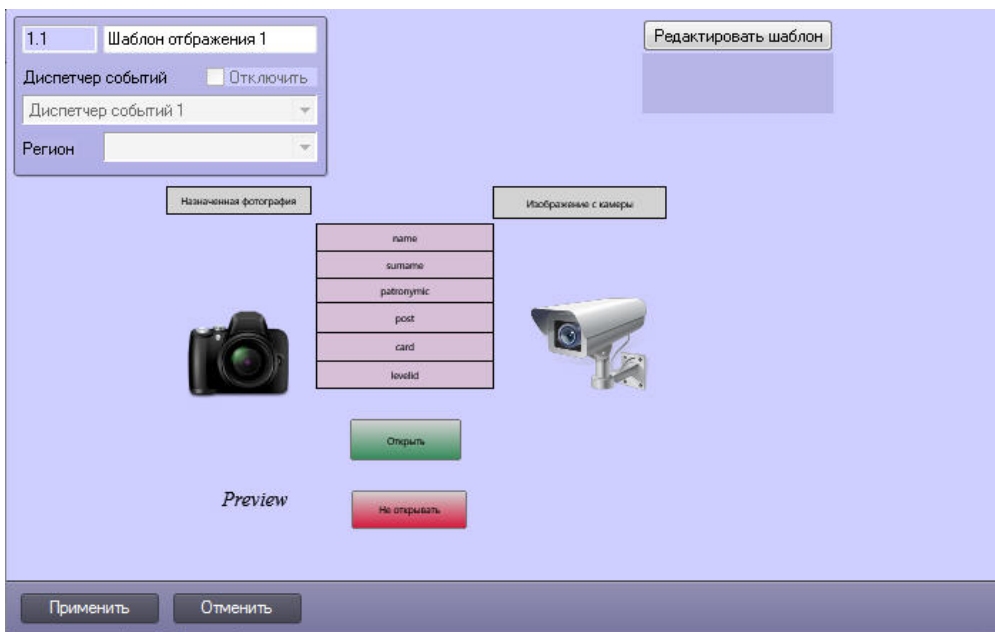 1.1 Шаблон отбражения 1
Редактировать шаблон
Диспетчер событий Отключить
Диспетчер событий 1
Регион
Назначенная фотография
Изображение с камеры
name
surname
patronymic
post
card
levelid
Открыть
Preview
Не открывать
Применить Отменить